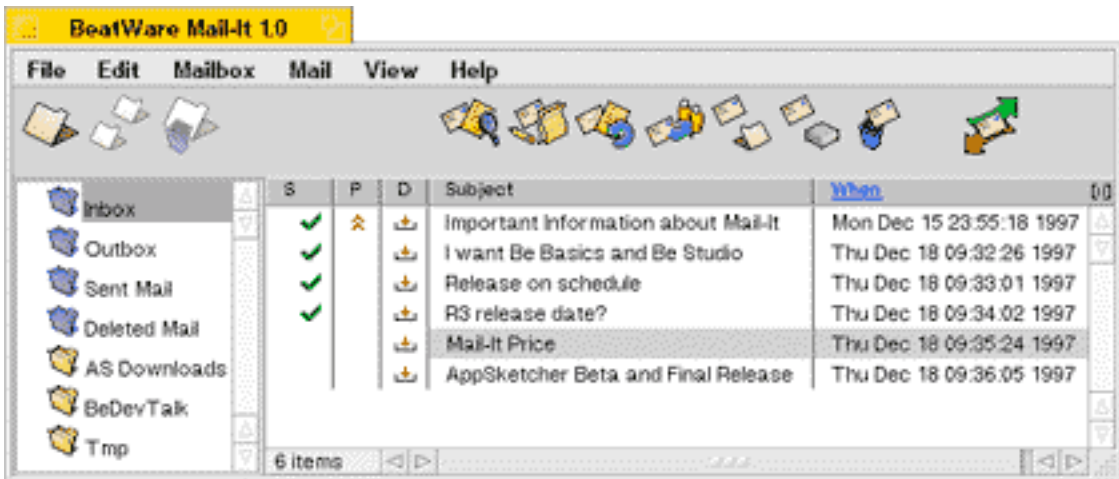 BeatWare Mail-It 1.0
File Edit Mailbox Mail View Help
S P D Subject When
Inbox
Outbox
Sent Mail
Deleted Mail
AS Downloads
BeDevTalk
Tmp
Important Information about Mail-It Mon Dec 15 23:55:18 1997
I want Be Basics and Be Studio Thu Dec 18 09:32:26 1997
Release on schedule Thu Dec 18 09:33:01 1997
R3 release date? Thu Dec 18 09:34:02 1997
Mail-It Price Thu Dec 18 09:35:24 1997
AppSketcher Beta and Final Release Thu Dec 18 09:36:05 1997
6 items